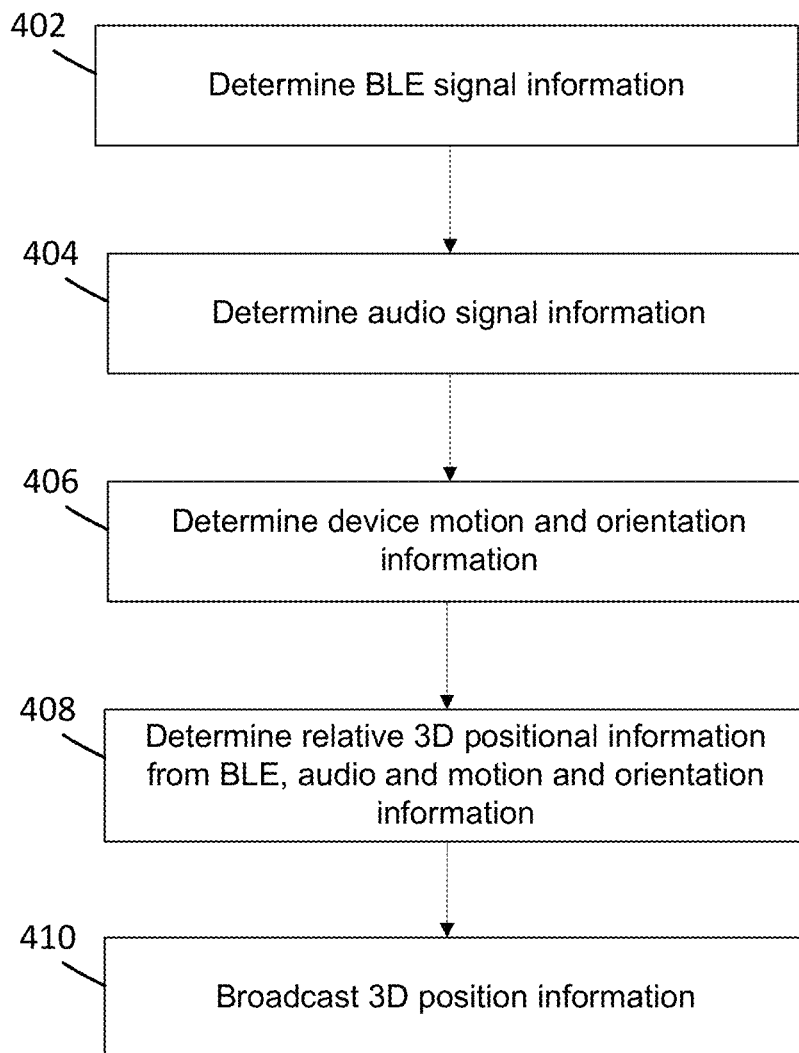 402
Determine BLE signal information
404
Determine audio signal information
406
Determine device motion and orientation
information
408
Determine relative 3D positional information
from BLE, audio and motion and orientation
information
410
Broadcast 3D position information